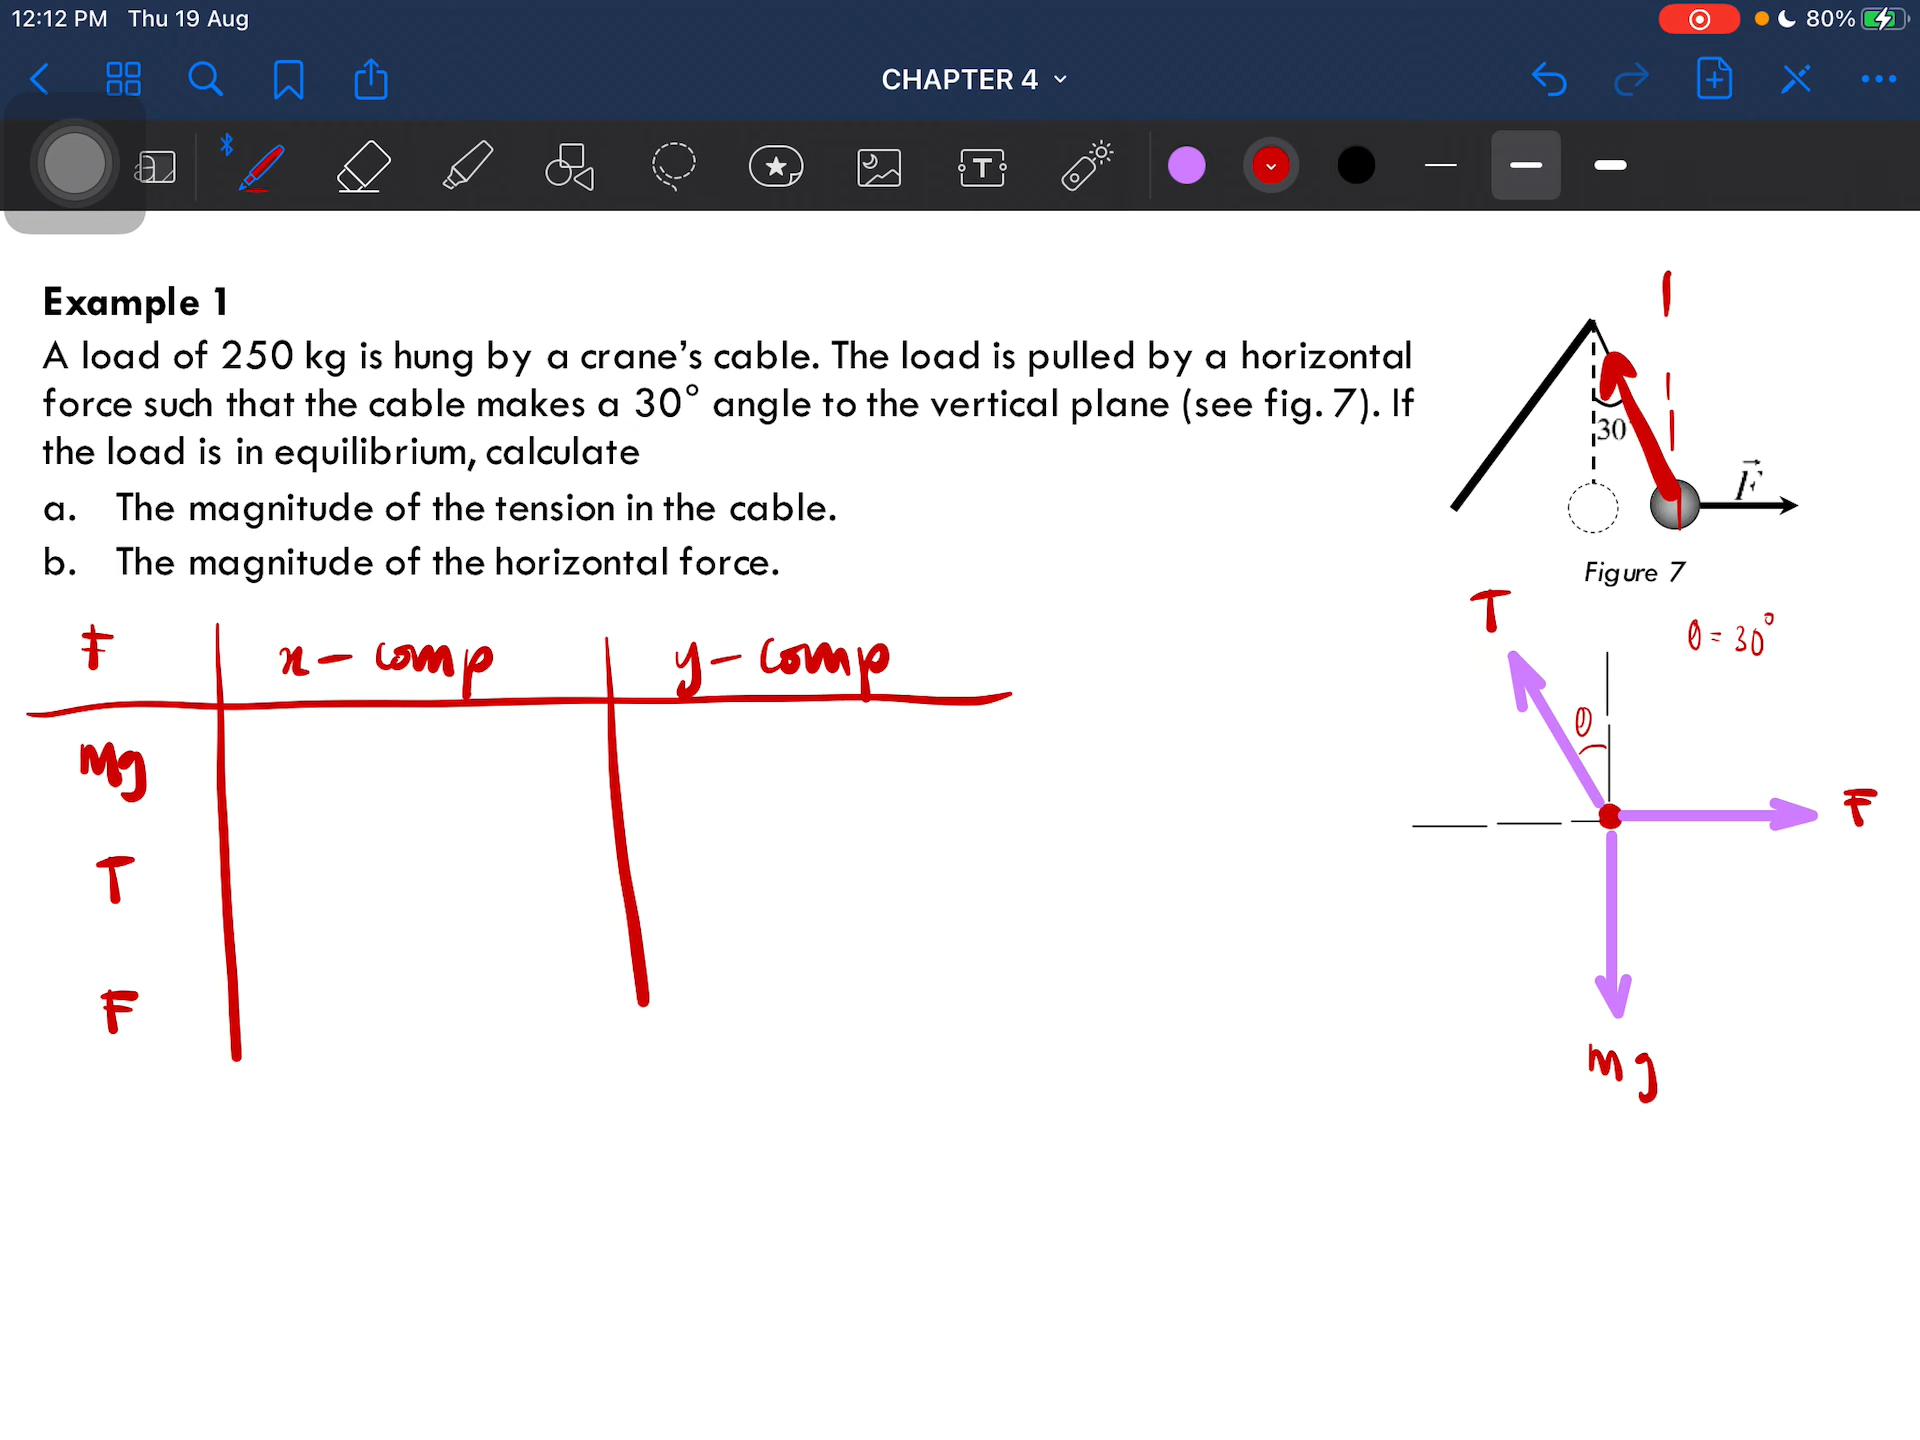 12:12 PM Thu 19 Aug
80%
CHAPTER 4
T
Example 1
A load of 250 kg is hung by a crane's cable. The load is pulled by a horizontal
force such that the cable makes a 30° angle to the vertical plane (see fig. 7). If
the load is in equilibrium, calculate
a. The magnitude of the tension in the cable.
b. The magnitude of the horizontal force.
30
F
Figure 7
F x-comp y-comp
Mg
T
F
T
θ = 30°
θ
F
mg